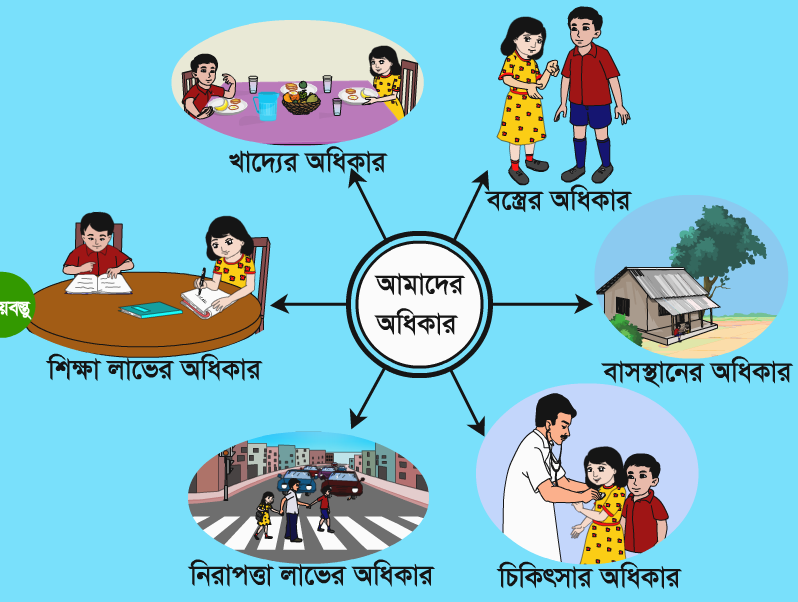 খাদ্যের অধিকার
বস্ত্রের অধিকার
আমাদের
অধিকার
শিক্ষা লাভের অধিকার
বাসস্থানের অধিকার
নিরাপত্তা লাভের অধিকার
চিকিৎসার অধিকার